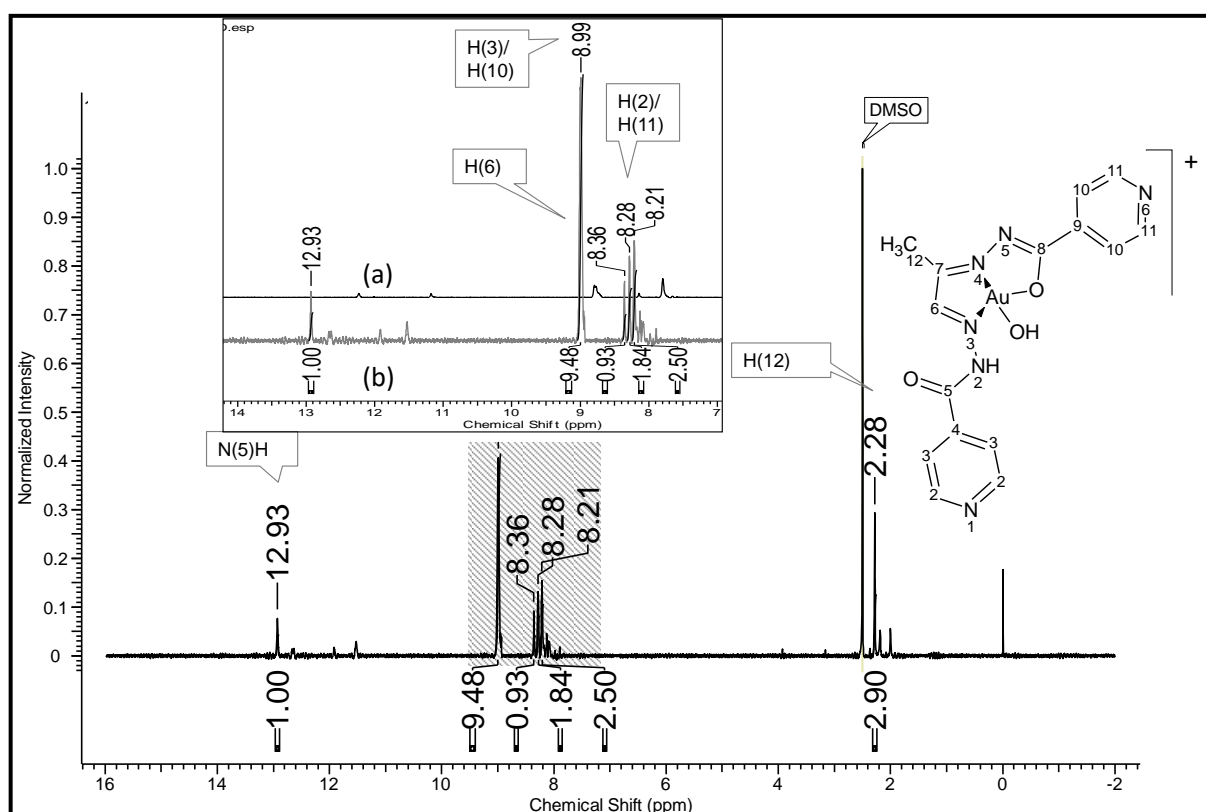 ).esp
H(3)/
H(10)
8.99
H(2)/
H(11)
H(6)
8.36
8.28
8.21
12.93
(a)
(b)
1.00
9.48
0.93
1.84
2.50
14 13 12 11 10 9 8 7
Chemical Shift (ppm)
DMSO
+
11
10
N
6
11
10
9
N
5
8
H3C
12
7
N
4
Au
O
6
N
3
OH
NH
2
O
5
4
3
3
2
2
N
1
H(12)
N(5)H
12.93
8.36
8.28
8.21
2.28
1.00
9.48
0.93
1.84
2.50
2.90
Normalized Intensity
1.0
0.9
0.8
0.7
0.6
0.5
0.4
0.3
0.2
0.1
0
16 14 12 10 8 6 4 2 0 -2
Chemical Shift (ppm)